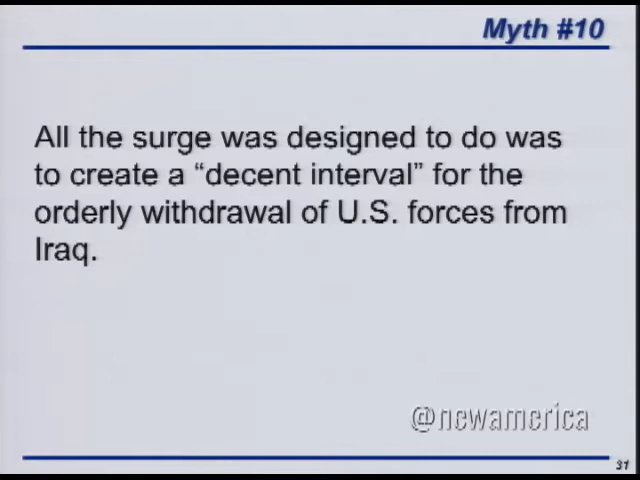 Myth #10
All the surge was designed to do was
to create a “decent interval” for the
orderly withdrawal of U.S. forces from
Iraq.
@newamerica
31